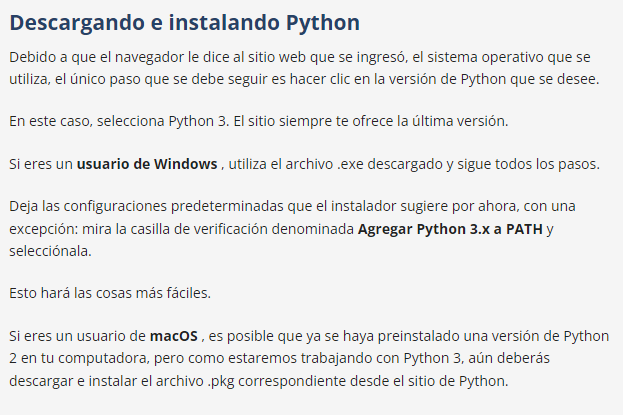 Descargando e instalando Python
Debido a que el navegador le dice al sitio web que se ingresó, el sistema operativo que se
utiliza, el único paso que se debe seguir es hacer clic en la versión de Python que se desee.
En este caso, selecciona Python 3. El sitio siempre te ofrece la última versión.
Si eres un usuario de Windows , utiliza el archivo .exe descargado y sigue todos los pasos.
Deja las configuraciones predeterminadas que el instalador sugiere por ahora, con una
excepción: mira la casilla de verificación denominada Agregar Python 3.x a PATH y
selecciónala.
Esto hará las cosas más fáciles.
Si eres un usuario de macOS , es posible que ya se haya preinstalado una versión de Python
2 en tu computadora, pero como estaremos trabajando con Python 3, aún deberás
descargar e instalar el archivo .pkg correspondiente desde el sitio de Python.